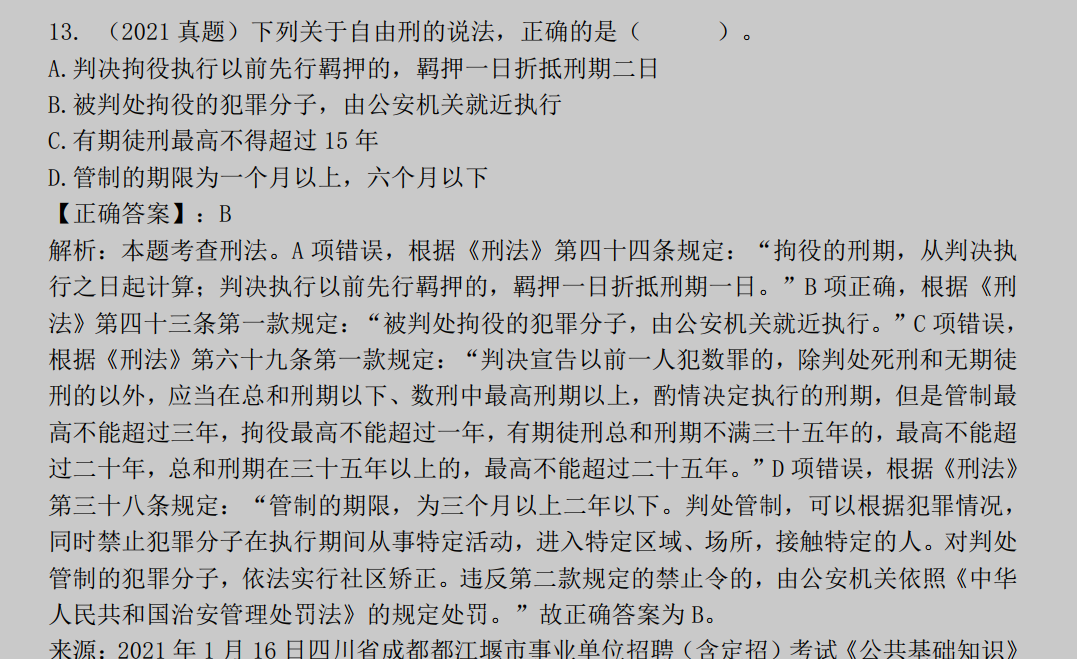 13. （2021 真题）下列关于自由刑的说法，正确的是（　　　）。
A.判决拘役执行以前先行羁押的，羁押一日折抵刑期二日
B.被判处拘役的犯罪分子，由公安机关就近执行
C.有期徒刑最高不得超过 15 年
D.管制的期限为一个月以上，六个月以下
【正确答案】：B
解析：本题考查刑法。A 项错误，根据《刑法》第四十四条规定：“拘役的刑期，从判决执
行之日起计算；判决执行以前先行羁押的，羁押一日折抵刑期一日。”B 项正确，根据《刑
法》第四十三条第一款规定：“被判处拘役的犯罪分子，由公安机关就近执行。”C 项错误，
根据《刑法》第六十九条第一款规定：“判决宣告以前一人犯数罪的，除判处死刑和无期徒
刑的以外，应当在总和刑期以下、数刑中最高刑期以上，酌情决定执行的刑期，但是管制最
高不能超过三年，拘役最高不能超过一年，有期徒刑总和刑期不满三十五年的，最高不能超
过二十年，总和刑期在三十五年以上的，最高不能超过二十五年。”D 项错误，根据《刑法》
第三十八条规定：“管制的期限，为三个月以上二年以下。判处管制，可以根据犯罪情况，
同时禁止犯罪分子在执行期间从事特定活动，进入特定区域、场所，接触特定的人。对判处
管制的犯罪分子，依法实行社区矫正。违反第二款规定的禁止令的，由公安机关依照《中华
人民共和国治安管理处罚法》的规定处罚。”故正确答案为 B。
来源：2021 年 1 月 16 日四川省成都都江堰市事业单位招聘（含定招）考试《公共基础知识》